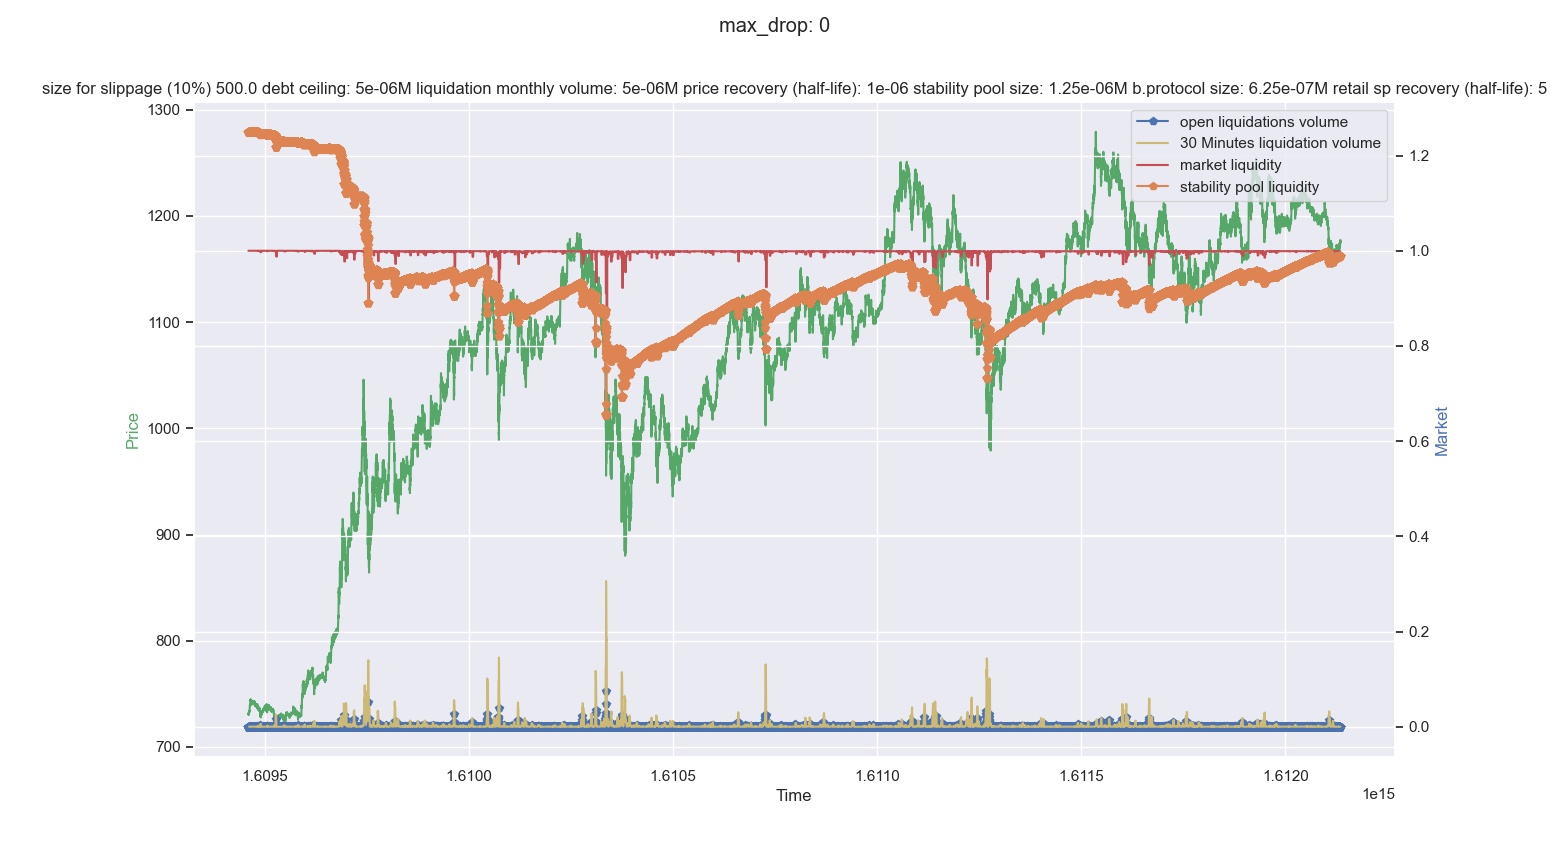 max_drop: 0
size for slippage (10%) 500.0 debt ceiling: 5e-06M liquidation monthly volume: 5e-06M price recovery (half-life): 1e-06 stability pool size: 1.25e-06M b.protocol size: 6.25e-07M retail sp recovery (half-life): 5
1300
1200
1100
1000
900
800
700
Price
open liquidations volume
30 Minutes liquidation volume
market liquidity
stability pool liquidity
1.2
1.0
0.8
0.6
0.4
0.2
0.0
Market
1.6095 1.6100 1.6105 1.6110 1.6115 1.6120
1e15
Time